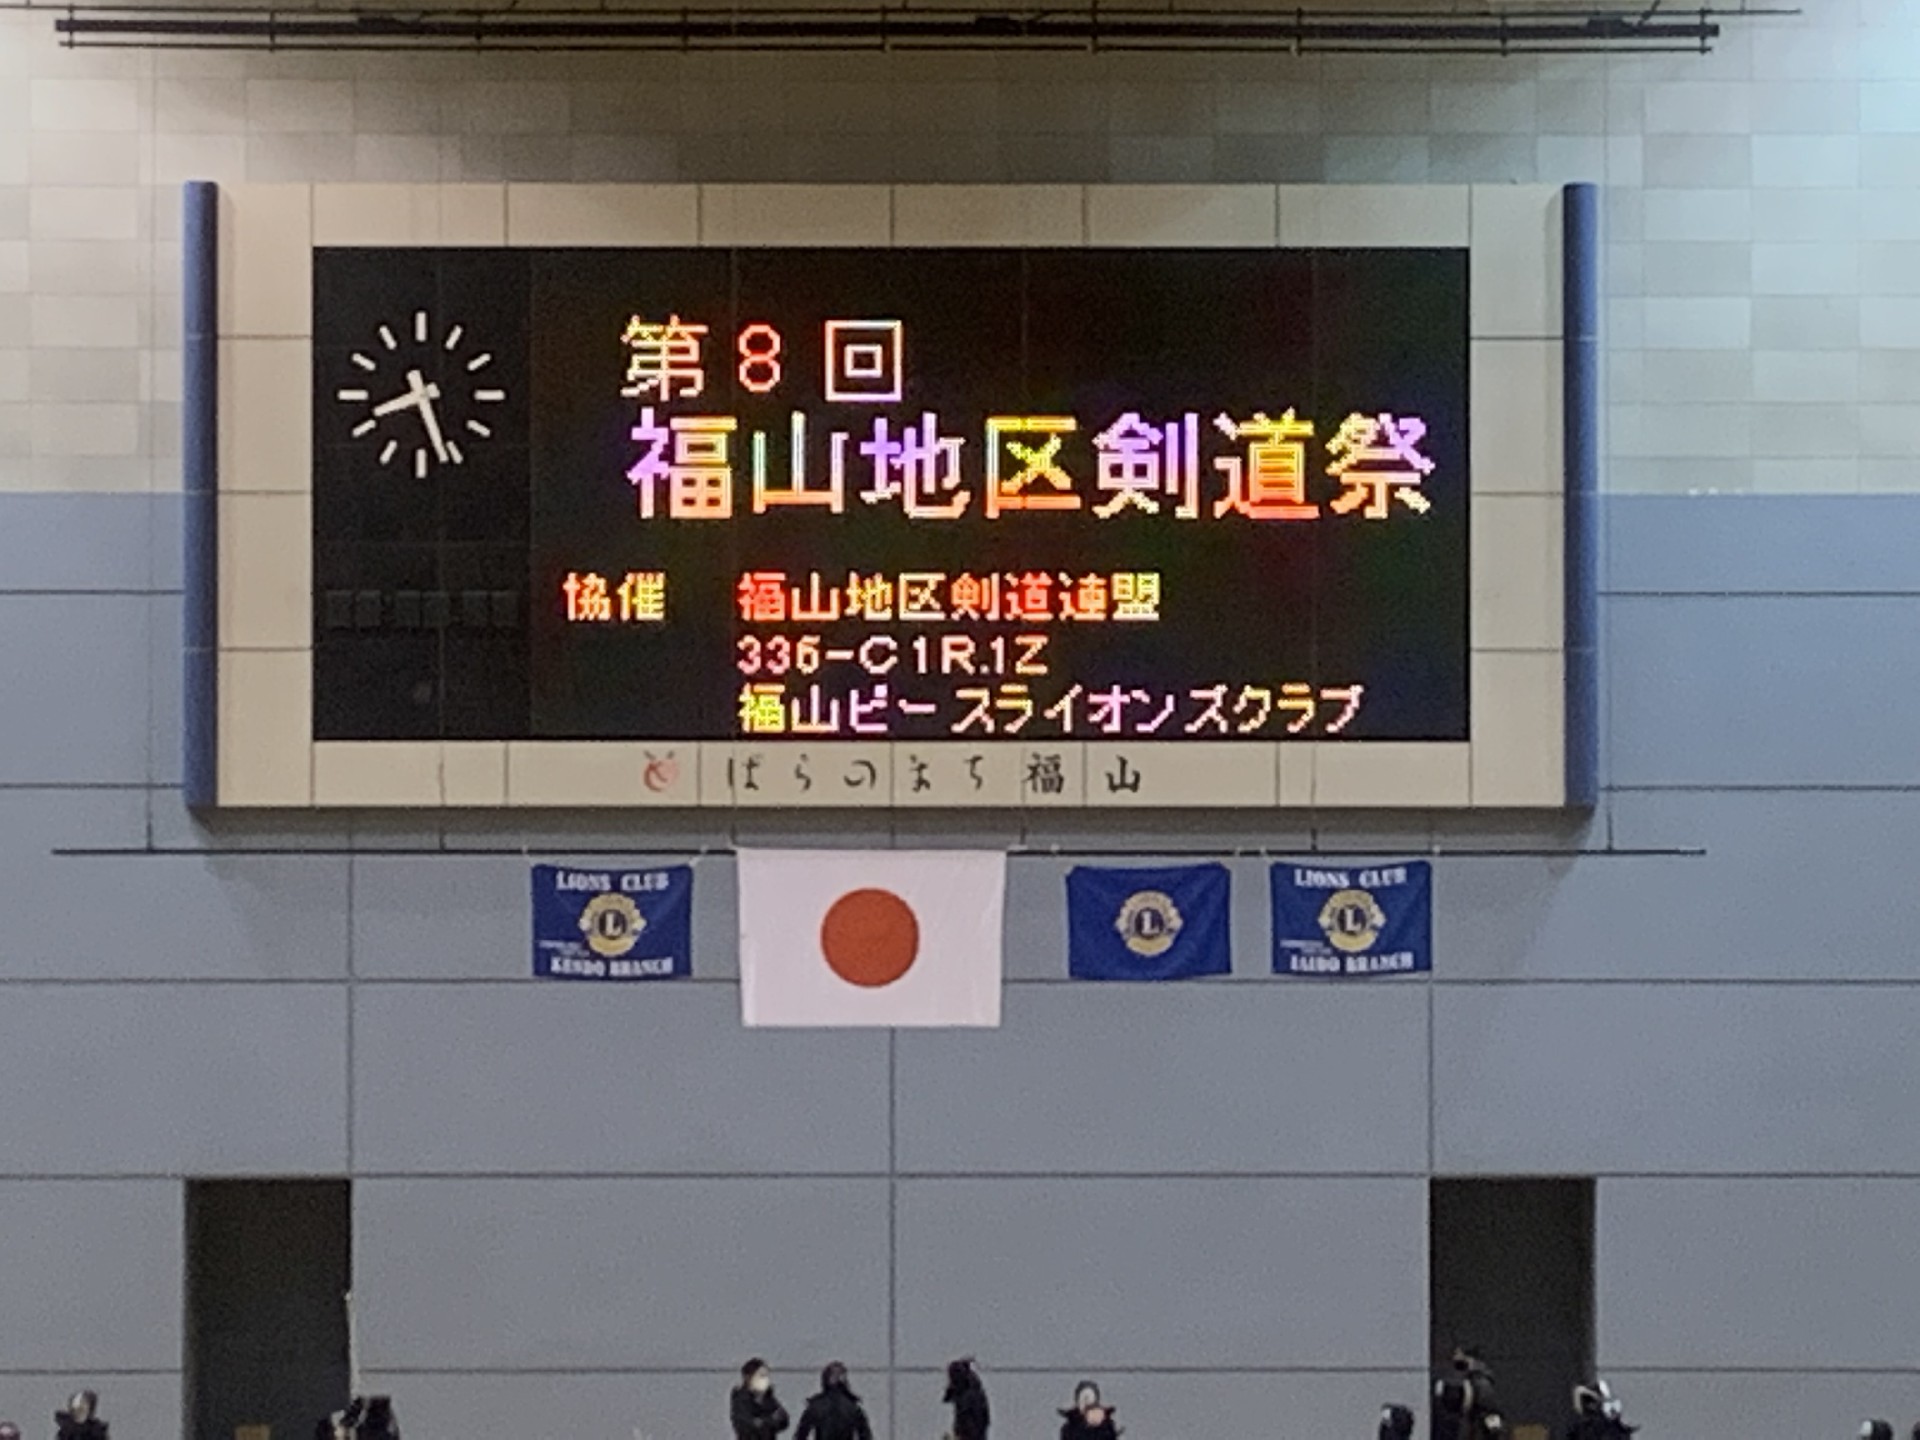 第8回
福山地区剣道祭
協催 福山地区剣道連盟
336-C1R.1Z
福山ピースライオンズクラブ
ばらのまち福山
LIONS CLUB
L
KENDO BRANCH
L
LIONS CLUB
L
IAIDO BRANCH